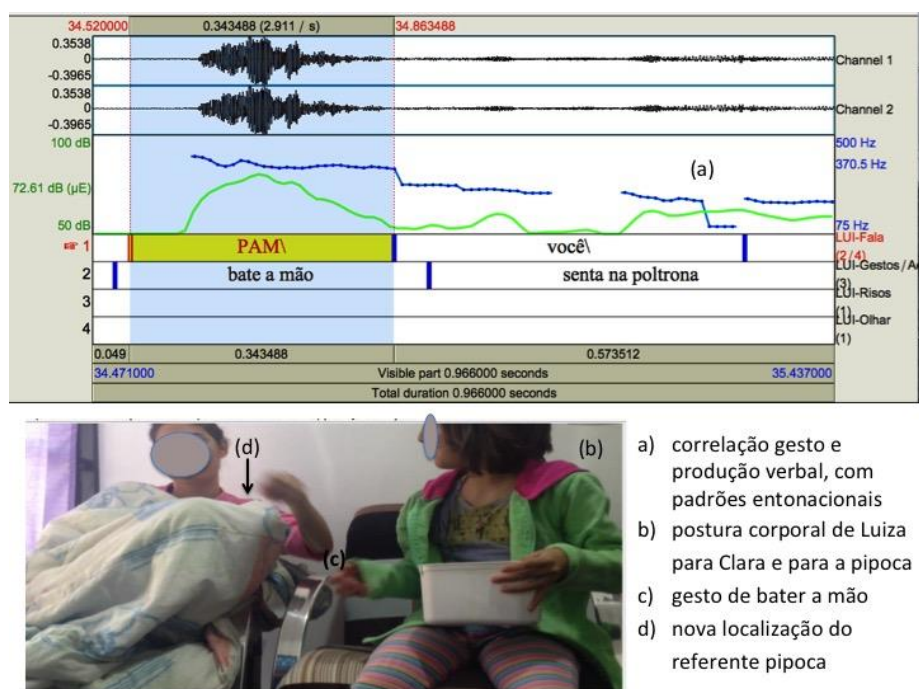 34.520000 0.343488 (2.911 / s) 34.863488
0.3538
0
-0.3965
Channel 1
0.3538
0
-0.3965
Channel 2
100 dB 500 Hz
370.5 Hz
(a)
72.61 dB (µE)
50 dB 75 Hz
1 PAM\ você\ LUI-Fala
(2/4)
2 bate a mão senta na poltrona LUI-Gestos / A
(3)
3 LUI-Risos
(1)
4 LUI-Olhar
(1)
0.049 0.343488 0.573512
34.471000 Visible part 0.966000 seconds 35.437000
Total duration 0.966000 seconds
(d)
(b)
(c)
a) correlação gesto e
produção verbal, com
padrões entonacionais
b) postura corporal de Luiza
para Clara e para a pipoca
c) gesto de bater a mão
d) nova localização do
referente pipoca